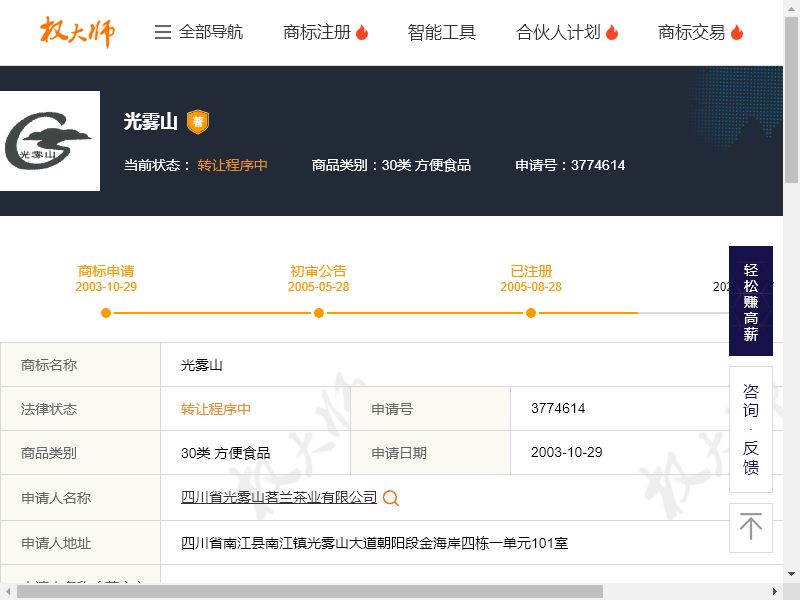 权大师
全部导航
商标注册
智能工具
合伙人计划
商标交易
光雾山
光雾山
著
当前状态： 转让程序中
商品类别：30类 方便食品
申请号：3774614
商标申请
2003-10-29
初审公告
2005-05-28
已注册
2005-08-28
轻松赚高薪
咨询·反馈
商标名称
光雾山
法律状态
转让程序中
申请号
3774614
商品类别
30类 方便食品
申请日期
2003-10-29
申请人名称
四川省光雾山茗兰茶业有限公司
申请人地址
四川省南江县南江镇光雾山大道朝阳段金海岸四栋一单元101室
权大师